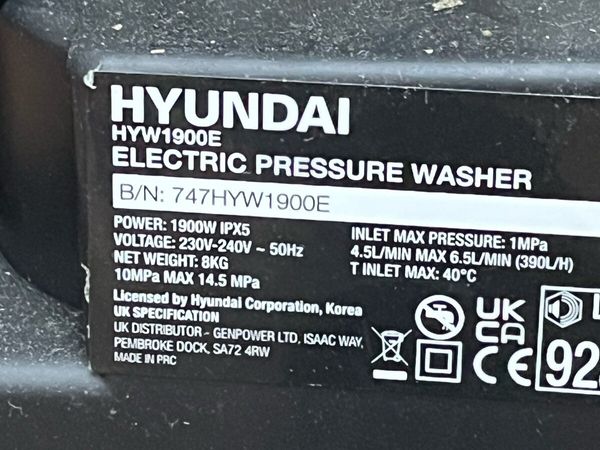 HYUNDAI
HYW1900E
ELECTRIC PRESSURE WASHER
B/N: 747HYW1900E
POWER: 1900W IPX5
VOLTAGE: 230V-240V ~ 50Hz
NET WEIGHT: 8KG
10MPa MAX 14.5 MPa
INLET MAX PRESSURE: 1MPa
4.5L/MIN MAX 6.5L/MIN (390L/H)
T INLET MAX: 40°C
Licensed by Hyundai Corporation, Korea
UK SPECIFICATION
UK DISTRIBUTOR - GENPOWER LTD, ISAAC WAY,
PEMBROKE DOCK, SA72 4RW
MADE IN PRC
UK
CA
CE